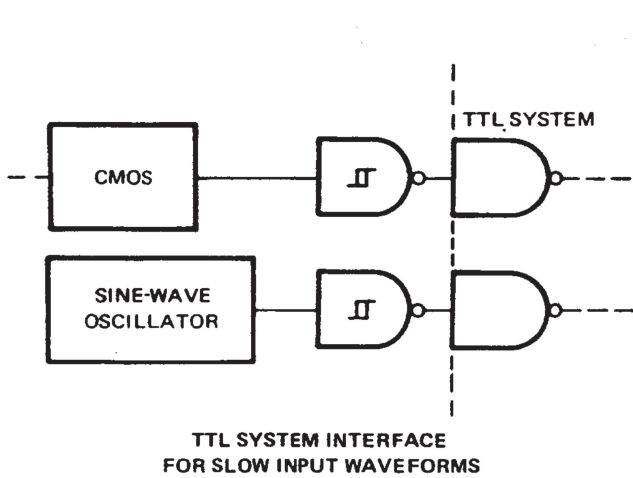 TTL SYSTEM
CMOS
SINE-WAVE
OSCILLATOR
TTL SYSTEM INTERFACE
FOR SLOW INPUT WAVEFORMS